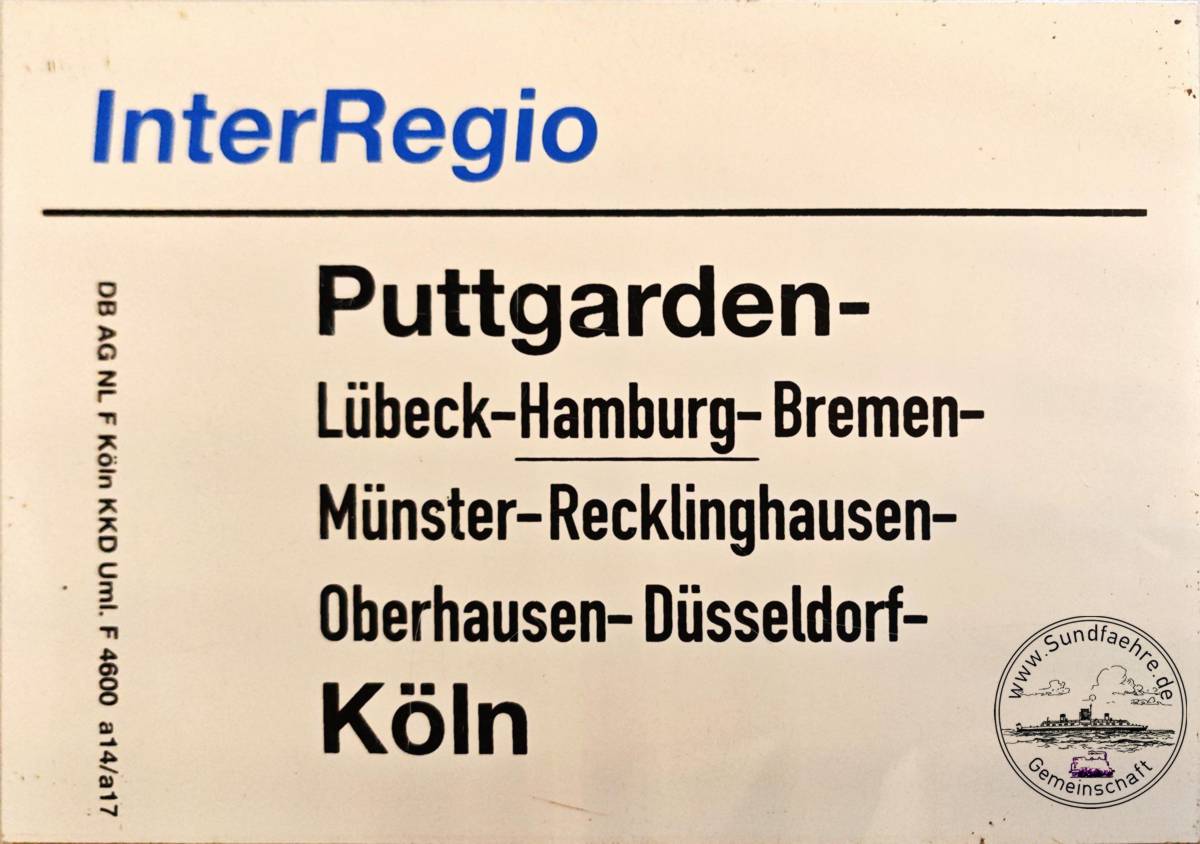 InterRegio
Puttgarden-
Lübeck-Hamburg- Bremen-
Münster-Recklinghausen-
Oberhausen-Düsseldorf-
Köln
DB AG NL F Köln KKD Uml. F 4600 a14/a17
www.Sundfaehre.de
Gemeinschaft